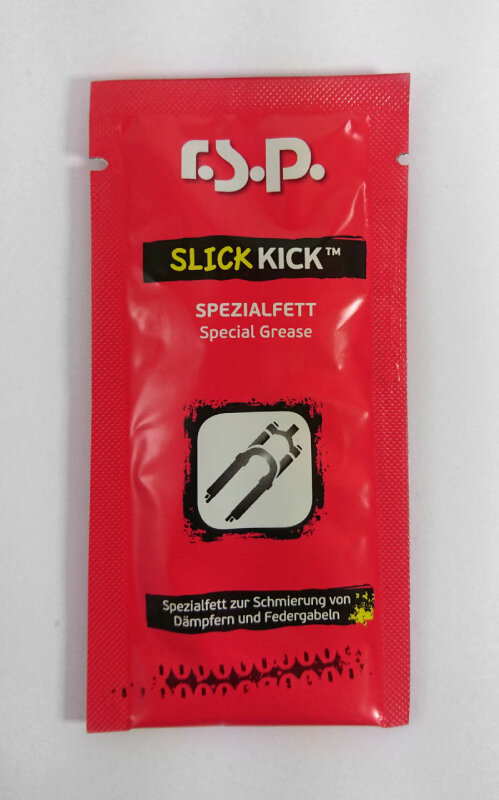 r.s.p.
SLICK KICK™
SPEZIALFETT
Special Grease
Spezialfett zur Schmierung von
Dämpfern und Federgabeln